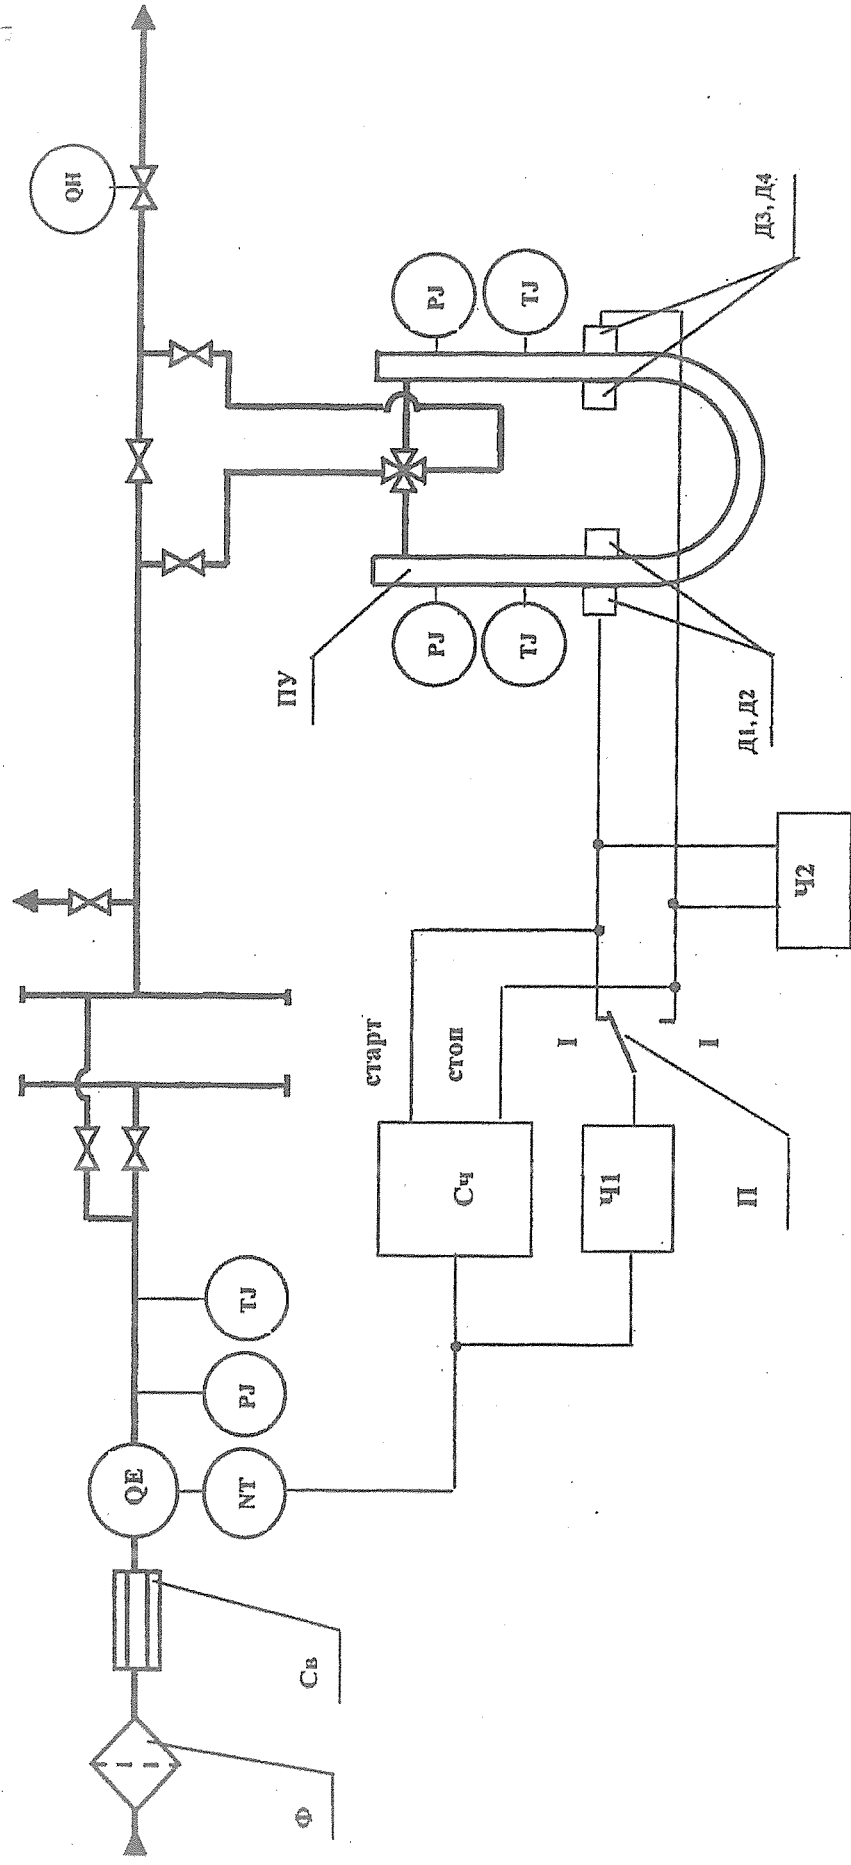 QH
PJ
TJ
Д3, Д4
ПУ
PJ
TJ
Д1, Д2
Ч2
старт
стоп
I
I
Сч
Ч1
П
TJ
PJ
QE
NT
Св
Ф